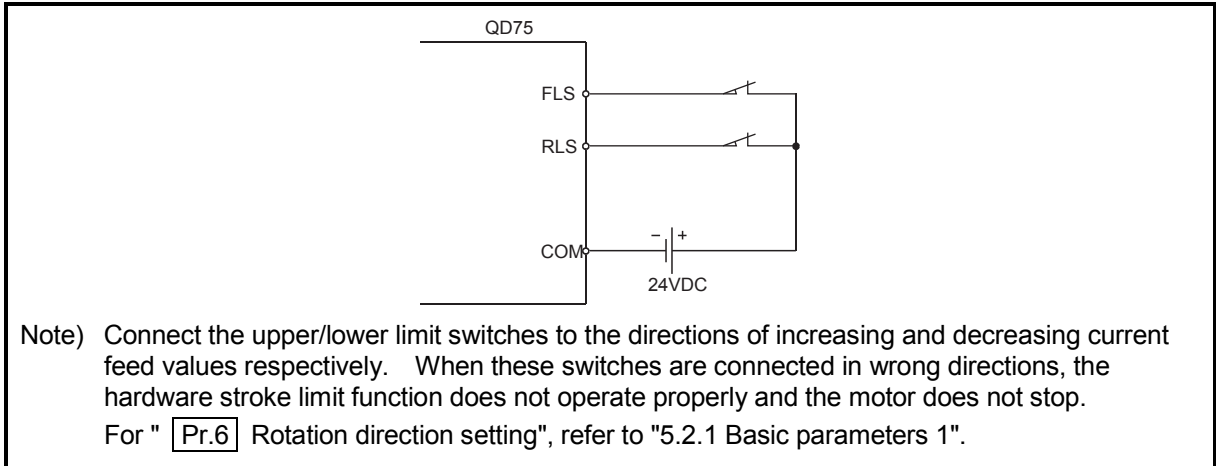 QD75
FLS
RLS
COM
− +
24VDC
Note) Connect the upper/lower limit switches to the directions of increasing and decreasing current
feed values respectively. When these switches are connected in wrong directions, the
hardware stroke limit function does not operate properly and the motor does not stop.
For " Pr.6 Rotation direction setting", refer to "5.2.1 Basic parameters 1".